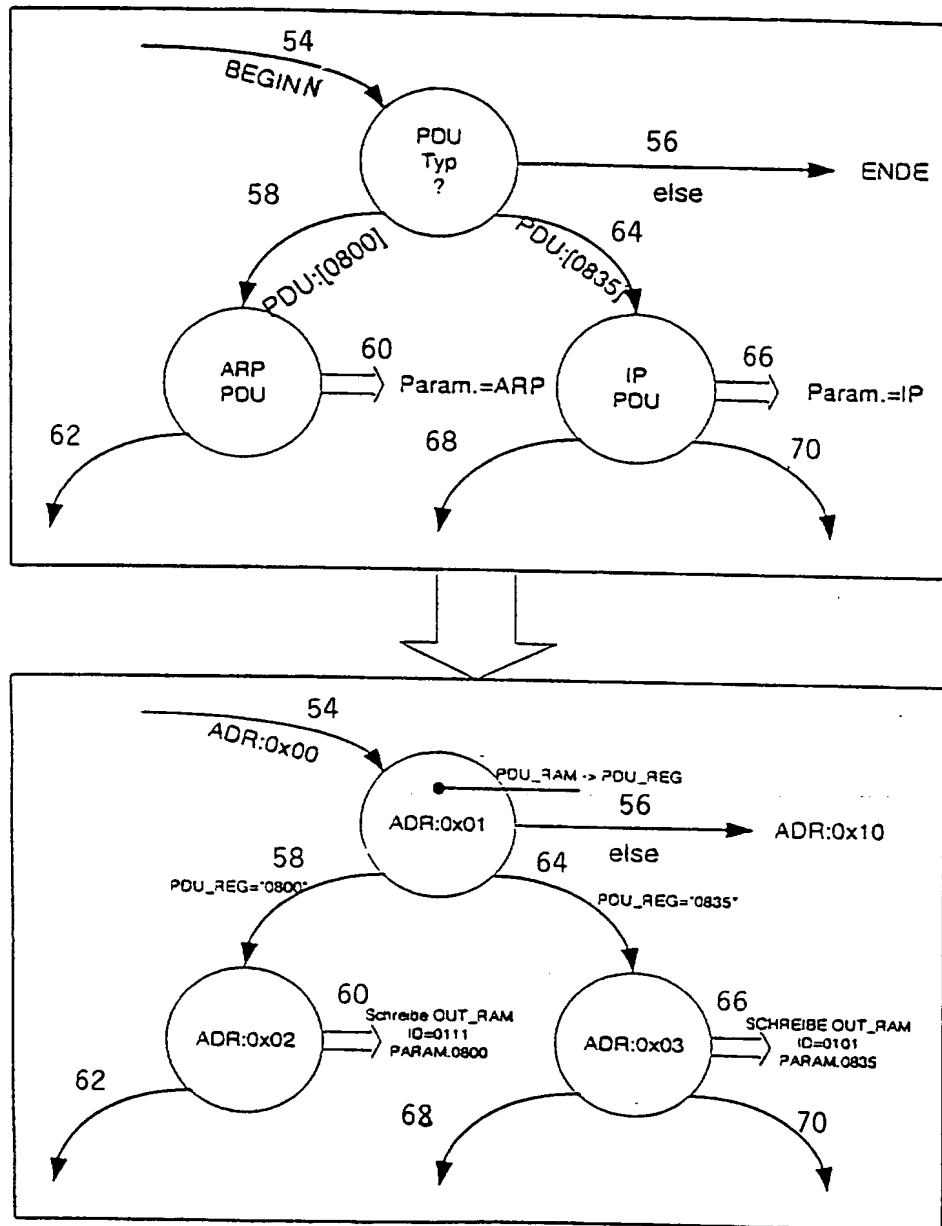 54
BEGINN
PDU
Typ
?
56
else
ENDE
58
PDU:[0800]
64
PDU:[0835]
ARP
PDU
60
Param.=ARP
IP
PDU
66
Param.=IP
62
68
70
54
ADR:0x00
PDU_RAM -> PDU_REG
ADR:0x01
56
else
ADR:0x10
58
PDU_REG="0800"
64
PDU_REG="0835"
ADR:0x02
60
Schreibe OUT_RAM
ID=0111
PARAM.0800
ADR:0x03
66
SCHREIBE OUT_RAM
ID=0101
PARAM.0835
62
68
70